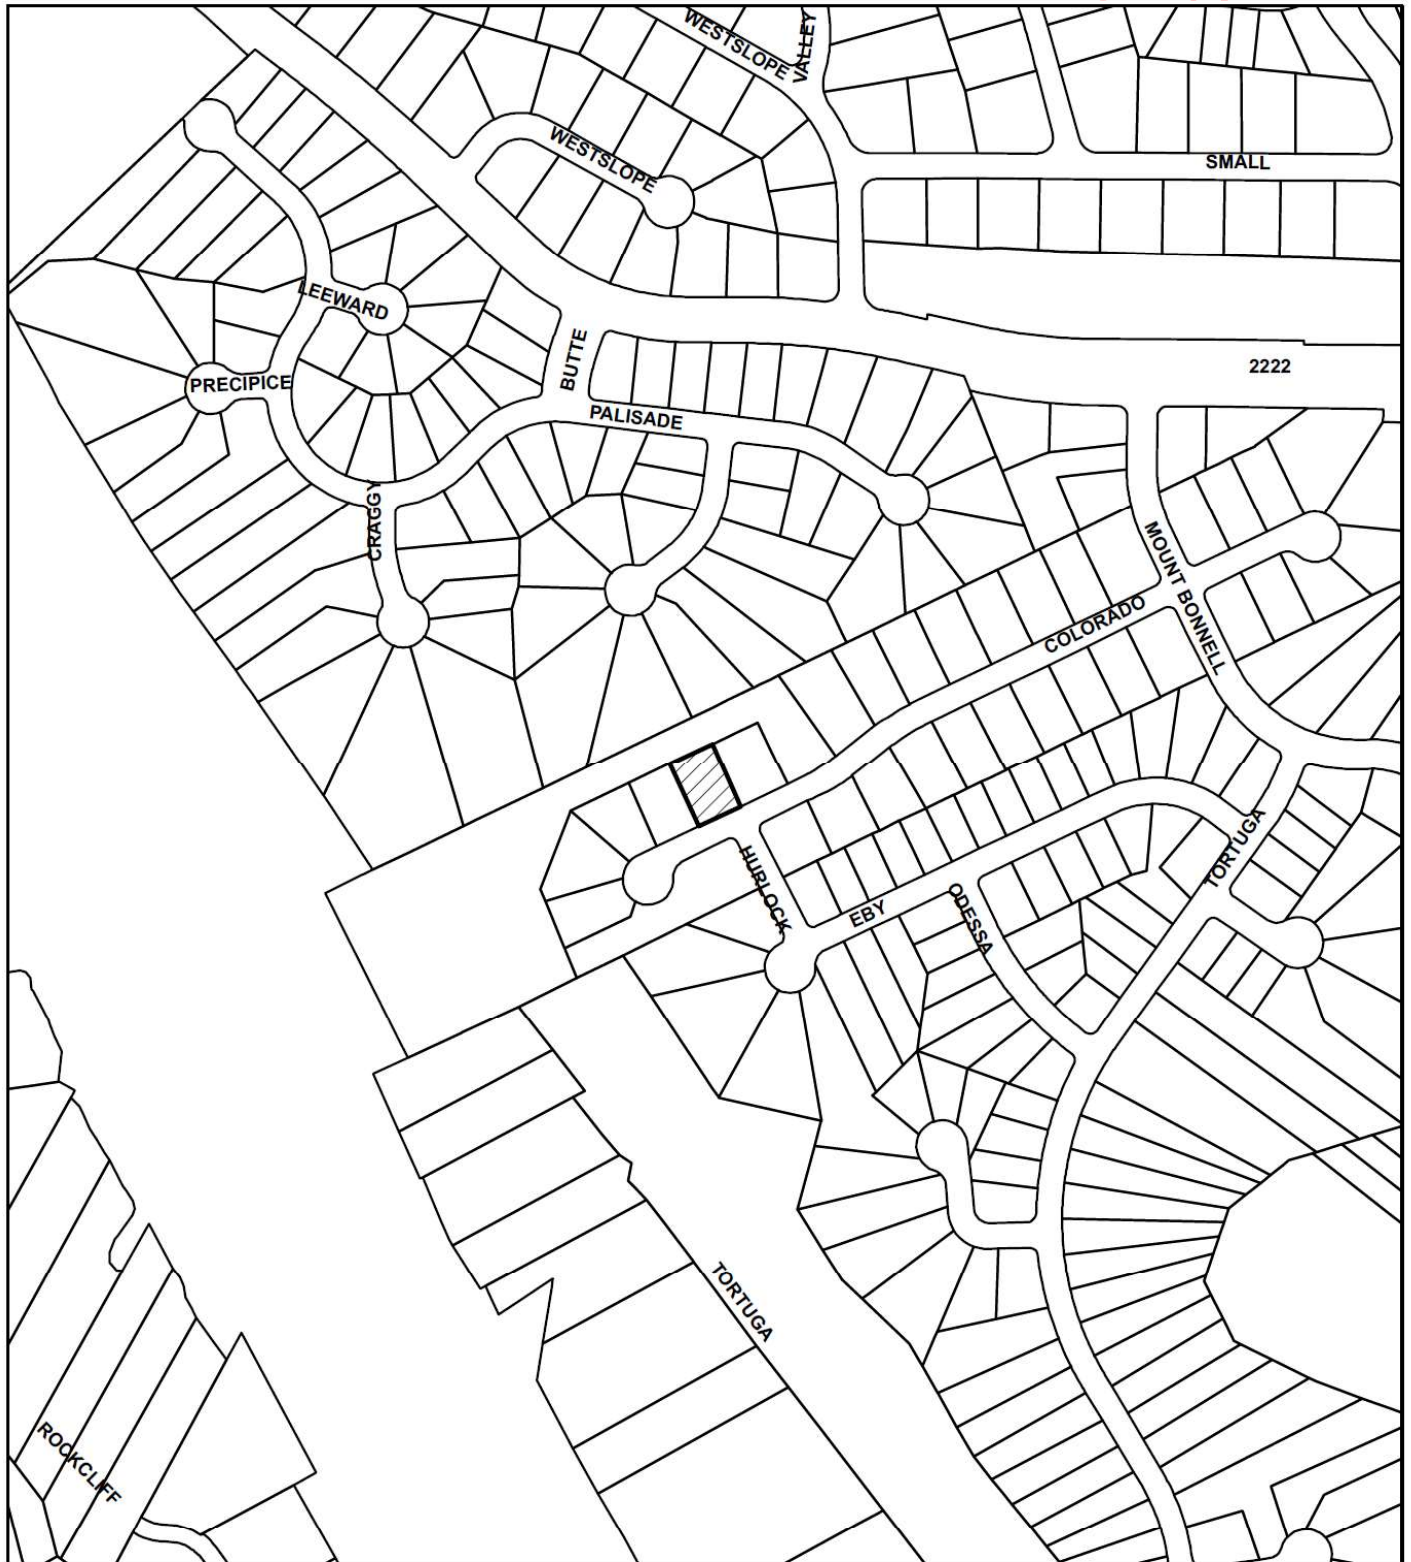 WESTSLOPE
VALLEY
WESTSLOPE
SMALL
LEEWARD
BUTTE
2222
PRECIPICE
PALISADE
CRAGGY
MOUNT BONNELL
COLORADO
HURLOCK
TORTUGA
EBY
ODESSA
TORTUGA
ROCKCLIFF